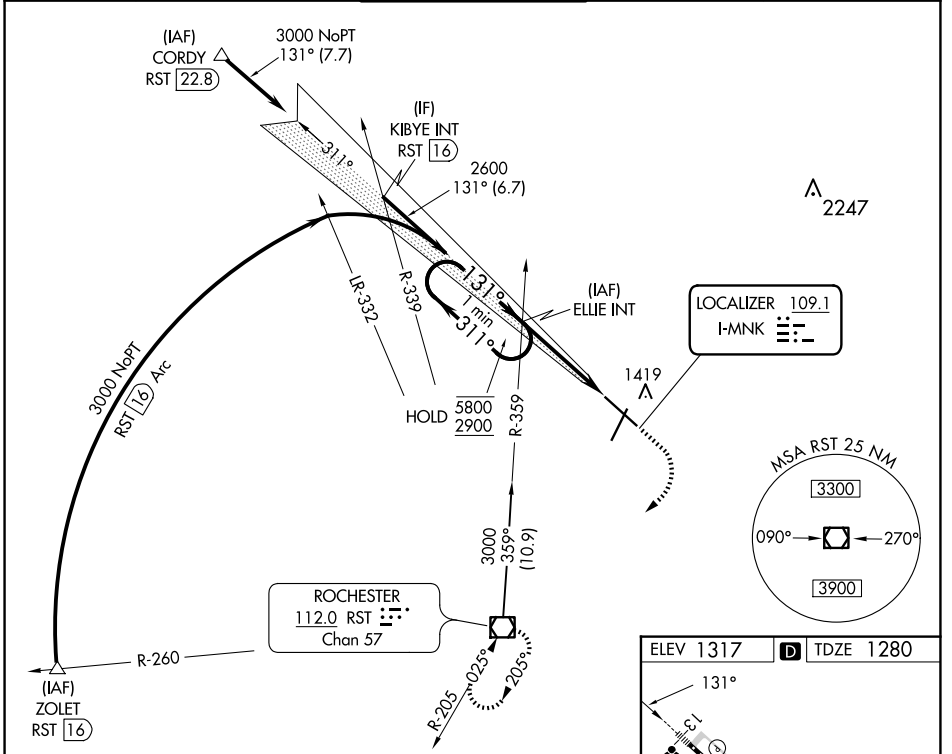 (IAF)
CORDY
RST 22.8
3000 NoPT
131° (7.7)
(IF)
KIBYE INT
RST 16
311°
2600
131° (6.7)
2247
LR-332
R-339
131°
1 min
311°
(IAF)
ELLIE INT
LOCALIZER 109.1
I-MNK
3000 NoPT
RST 16 Arc
HOLD 5800
2900
R-359
1419
MSA RST 25 NM
3300
090°
270°
3900
3000
359°
(10.9)
ROCHESTER
112.0 RST
Chan 57
R-260
(IAF)
ZOLET
RST 16
R-205
025°
205°
ELEV 1317 D TDZE 1280
131°
13
P